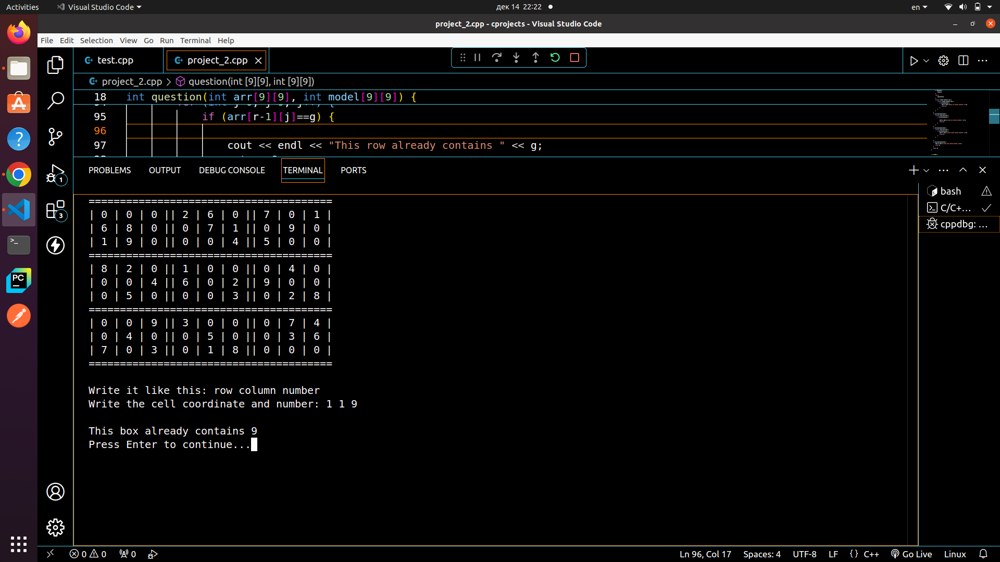 Activities Visual Studio Code дек 14 22:22 en
project_2.cpp - cprojects - Visual Studio Code
File Edit Selection View Go Run Terminal Help
test.cpp project_2.cpp
project_2.cpp > question(int [9][9], int [9][9])
18 int question(int arr[9][9], int model[9][9]) {
95 if (arr[r-1][j]==g) {
96
97 cout << endl << "This row already contains " << g;
PROBLEMS OUTPUT DEBUG CONSOLE TERMINAL PORTS
bash
C/C+...
cppdbg: ...
1
3
PC
=======================================
| 0 | 0 | 0 || 2 | 6 | 0 || 7 | 0 | 1 |
| 6 | 8 | 0 || 0 | 7 | 1 || 0 | 9 | 0 |
| 1 | 9 | 0 || 0 | 0 | 4 || 5 | 0 | 0 |
=======================================
| 8 | 2 | 0 || 1 | 0 | 0 || 0 | 4 | 0 |
| 0 | 0 | 4 || 6 | 0 | 2 || 9 | 0 | 0 |
| 0 | 5 | 0 || 0 | 0 | 3 || 0 | 2 | 8 |
=======================================
| 0 | 0 | 9 || 3 | 0 | 0 || 0 | 7 | 4 |
| 0 | 4 | 0 || 0 | 5 | 0 || 0 | 3 | 6 |
| 7 | 0 | 3 || 0 | 1 | 8 || 0 | 0 | 0 |
=======================================
Write it like this: row column number
Write the cell coordinate and number: 1 1 9
This box already contains 9
Press Enter to continue...
0 0 0 Ln 96, Col 17 Spaces: 4 UTF-8 LF {} C++ Go Live Linux